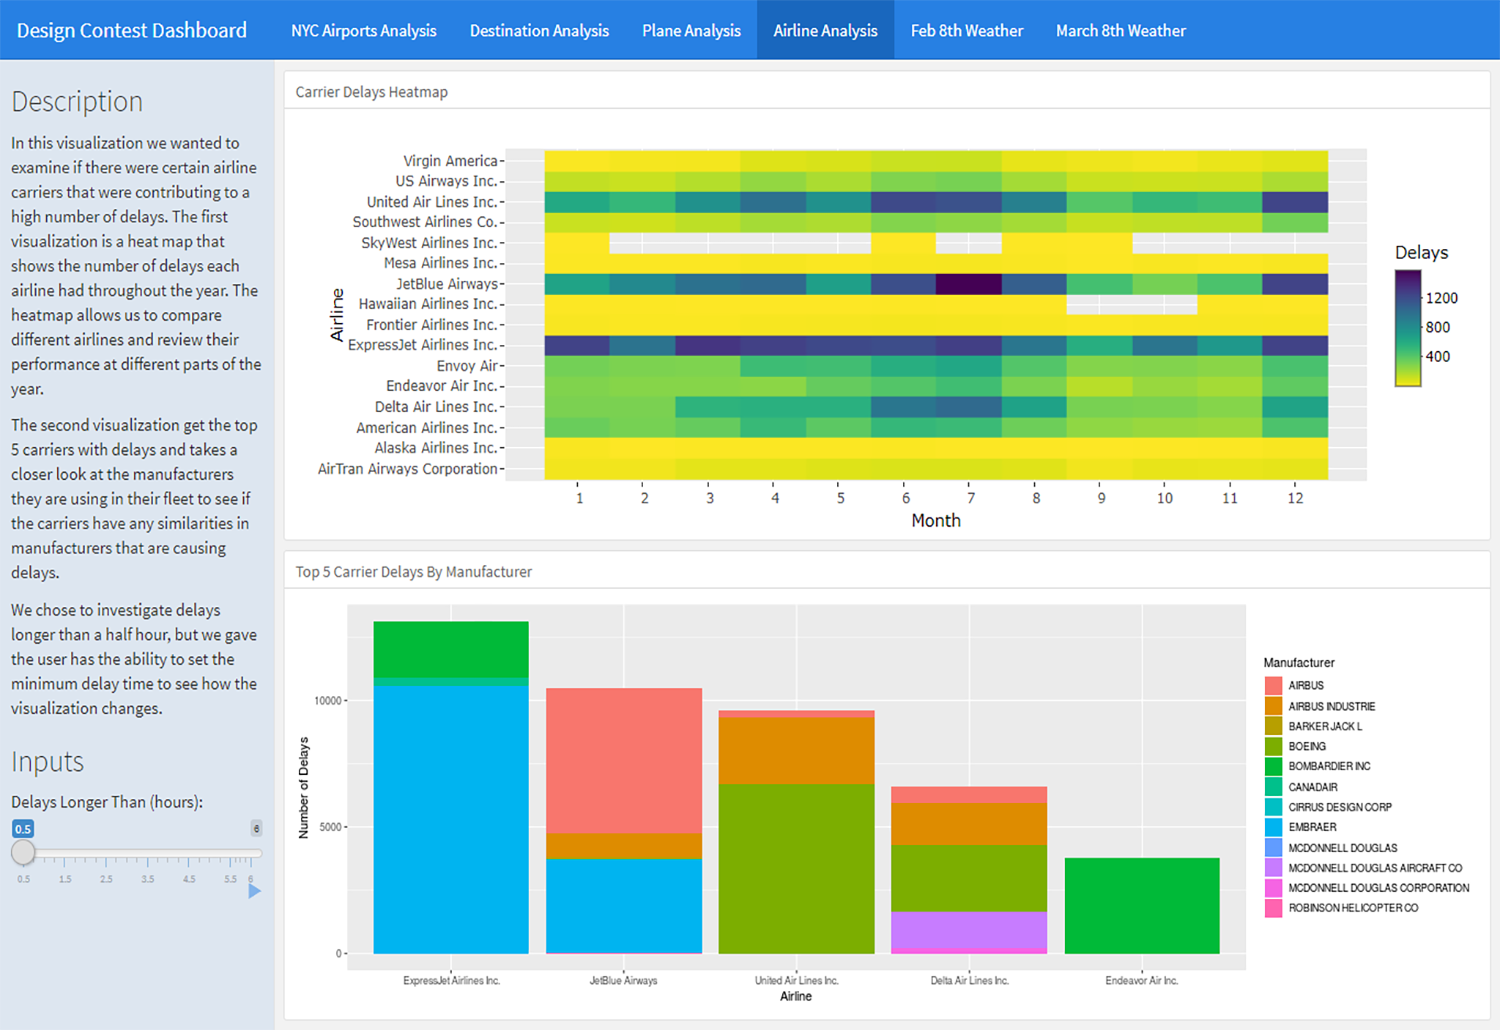 Design Contest Dashboard
NYC Airports Analysis
Destination Analysis
Plane Analysis
Airline Analysis
Feb 8th Weather
March 8th Weather
Description
In this visualization we wanted to
examine if there were certain airline
carriers that were contributing to a
high number of delays. The first
visualization is a heat map that
shows the number of delays each
airline had throughout the year. The
heatmap allows us to compare
different airlines and review their
performance at different parts of the
year.
The second visualization get the top
5 carriers with delays and takes a
closer look at the manufacturers
they are using in their fleet to see if
the carriers have any similarities in
manufacturers that are causing
delays.
We chose to investigate delays
longer than a half hour, but we gave
the user has the ability to set the
minimum delay time to see how the
visualization changes.
Inputs
Delays Longer Than (hours):
0.5 6
0.5 1.5 2.5 3.5 4.5 5.5 6
Carrier Delays Heatmap
Airline
Virgin America
US Airways Inc.
United Air Lines Inc.
Southwest Airlines Co.
SkyWest Airlines Inc.
Mesa Airlines Inc.
JetBlue Airways
Hawaiian Airlines Inc.
Frontier Airlines Inc.
ExpressJet Airlines Inc.
Envoy Air
Endeavor Air Inc.
Delta Air Lines Inc.
American Airlines Inc.
Alaska Airlines Inc.
AirTran Airways Corporation
1 2 3 4 5 6 7 8 9 10 11 12
Month
Delays
1200
800
400
Top 5 Carrier Delays By Manufacturer
Number of Delays
10000
5000
0
ExpressJet Airlines Inc.
JetBlue Airways
United Air Lines Inc.
Delta Air Lines Inc.
Endeavor Air Inc.
Airline
Manufacturer
AIRBUS
AIRBUS INDUSTRIE
BARKER JACK L
BOEING
BOMBARDIER INC
CANADAIR
CIRRUS DESIGN CORP
EMBRAER
MCDONNELL DOUGLAS
MCDONNELL DOUGLAS AIRCRAFT CO
MCDONNELL DOUGLAS CORPORATION
ROBINSON HELICOPTER CO